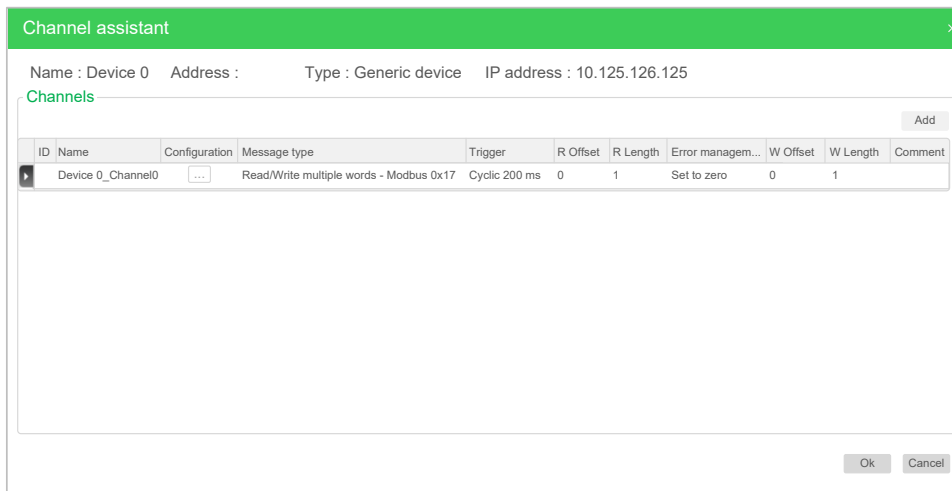 Channel assistant
Name : Device 0 Address : Type : Generic device IP address : 10.125.126.125
Channels
Add
ID Name Configuration Message type Trigger R Offset R Length Error managem... W Offset W Length Comment
Device 0_Channel0 ... Read/Write multiple words - Modbus 0x17 Cyclic 200 ms 0 1 Set to zero 0 1
Ok Cancel